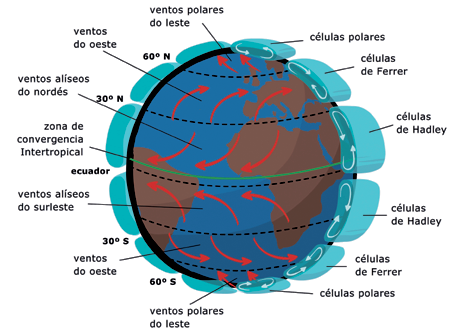 ventos polares
do leste
ventos
do oeste
60º N
células polares
células
de Ferrer
ventos alíseos
do nordés
30º N
zona de
convergencia
Intertropical
células
de Hadley
ecuador
ventos alíseos
do surleste
células
de Hadley
30º S
ventos
do oeste
células
de Ferrer
60º S
células polares
ventos polares
do leste